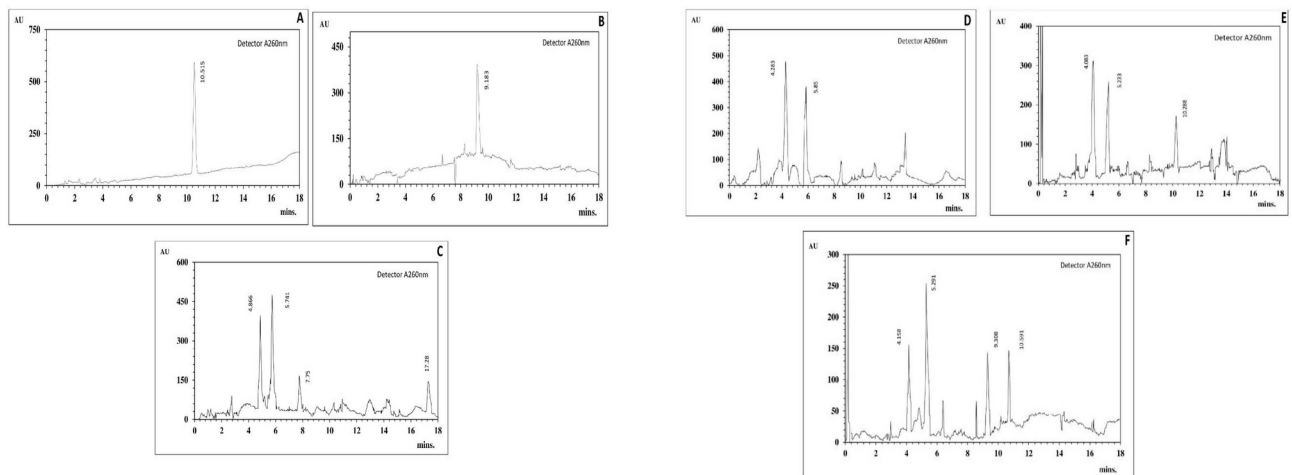 A
AU
750
500
250
0
Detector A260nm
10.515
0 2 4 6 8 10 12 14 16 18
mins.
B
AU
450
300
150
0
Detector A260nm
9.183
0 2 4 6 8 10 12 14 16 18
mins.
C
AU
600
450
300
150
0
Detector A260nm
4.866
5.741
7.75
17.28
0 2 4 6 8 10 12 14 16 18
mins.
D
AU
600
500
400
300
200
100
0
Detector A260nm
4.283
5.85
0 2 4 6 8 10 12 14 16 18
mins.
E
AU
400
300
200
100
0
Detector A260nm
4.083
5.233
10.288
0 2 4 6 8 10 12 14 16 18
mins.
F
AU
300
250
200
150
100
50
0
Detector A260nm
4.158
5.291
9.308
10.591
0 2 4 6 8 10 12 14 16 18
mins.